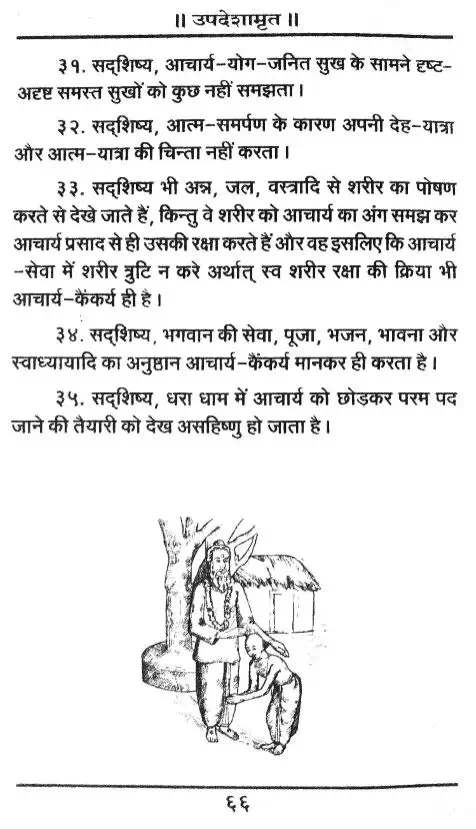 ॥ उपदेशामृत ॥
३१. सद्शिष्य, आचार्य-योग-जनित सुख के सामने दृष्ट-
अदृष्ट समस्त सुखों को कुछ नहीं समझता ।
३२. सद्शिष्य, आत्म-समर्पण के कारण अपनी देह-यात्रा
और आत्म-यात्रा की चिन्ता नहीं करता ।
३३. सद्शिष्य भी अन्न, जल, वस्त्रादि से शरीर का पोषण
करते से देखे जाते हैं, किन्तु वे शरीर को आचार्य का अंग समझ कर
आचार्य प्रसाद से ही उसकी रक्षा करते हैं और वह इसलिए कि आचार्य
-सेवा में शरीर त्रुटि न करे अर्थात् स्व शरीर रक्षा की क्रिया भी
आचार्य-कैंकर्य ही है ।
३४. सद्शिष्य, भगवान की सेवा, पूजा, भजन, भावना और
स्वाध्यायादि का अनुष्ठान आचार्य-कैंकर्य मानकर ही करता है ।
३५. सद्शिष्य, धरा धाम में आचार्य को छोड़कर परम पद
जाने की तैयारी को देख असहिष्णु हो जाता है ।
६६